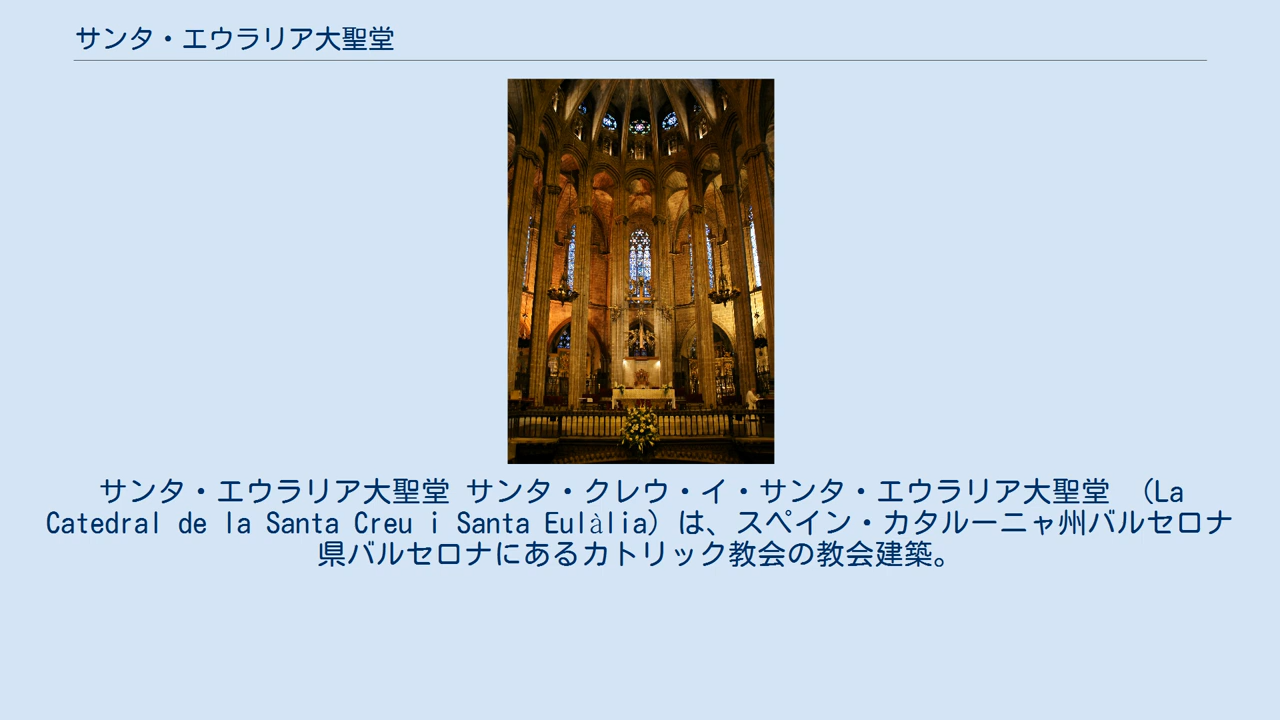 サンタ・エウラリア大聖堂
サンタ・エウラリア大聖堂 サンタ・クレウ・イ・サンタ・エウラリア大聖堂 （La
Catedral de la Santa Creu i Santa Eulàlia）は、スペイン・カタルーニャ州バルセロナ
県バルセロナにあるカトリック教会の教会建築。